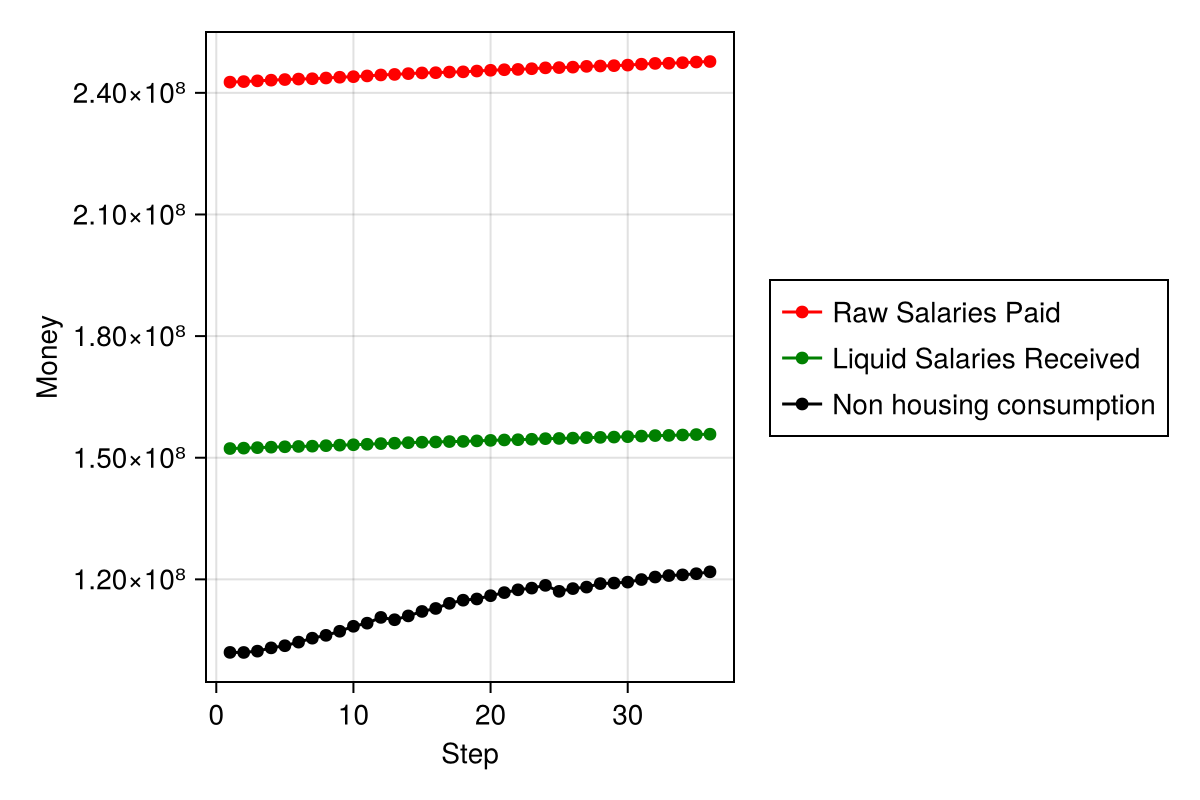 2.40×10⁸
2.10×10⁸
1.80×10⁸
1.50×10⁸
1.20×10⁸
Money
0 10 20 30
Step
Raw Salaries Paid
Liquid Salaries Received
Non housing consumption